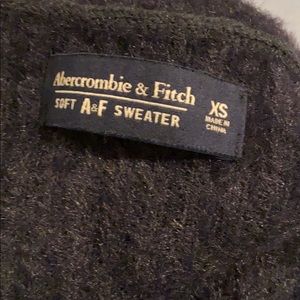 Abercrombie & Fitch
SOFT A&F SWEATER
XS
MADE IN
CHINA